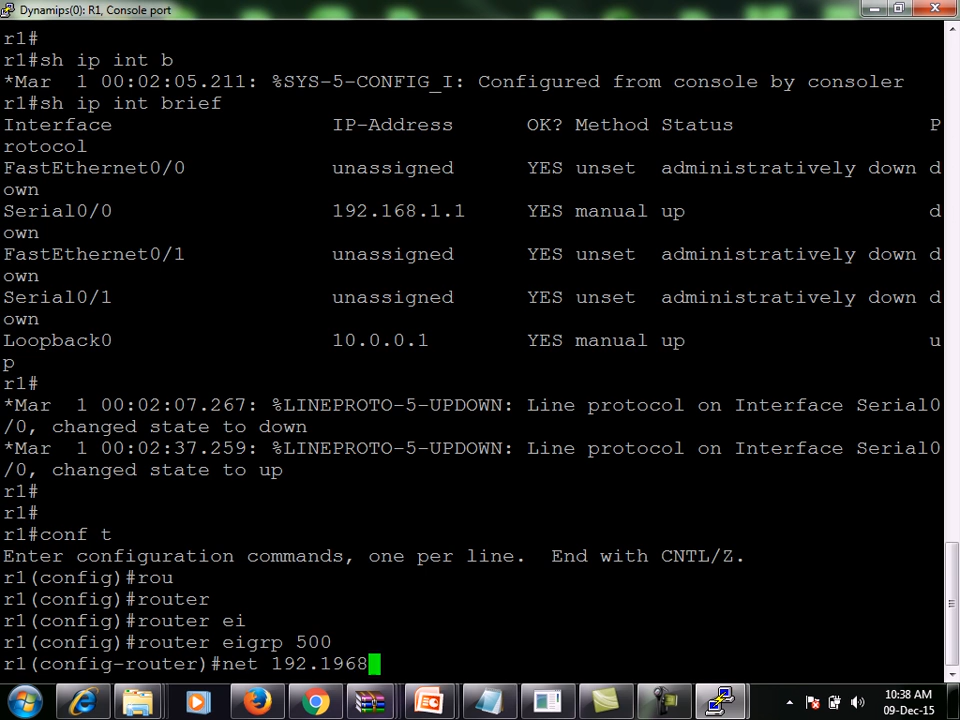 Dynamips(0): R1, Console port
r1#
r1#sh ip int b
*Mar  1 00:02:05.211: %SYS-5-CONFIG_I: Configured from console by consoler
r1#sh ip int brief
Interface                  IP-Address      OK? Method Status                P
rotocol
FastEthernet0/0            unassigned      YES unset  administratively down d
own
Serial0/0                  192.168.1.1     YES manual up                    d
own
FastEthernet0/1            unassigned      YES unset  administratively down d
own
Serial0/1                  unassigned      YES unset  administratively down d
own
Loopback0                  10.0.0.1        YES manual up                    u
p
r1#
*Mar  1 00:02:07.267: %LINEPROTO-5-UPDOWN: Line protocol on Interface Serial0
/0, changed state to down
*Mar  1 00:02:37.259: %LINEPROTO-5-UPDOWN: Line protocol on Interface Serial0
/0, changed state to up
r1#
r1#
r1#conf t
Enter configuration commands, one per line.  End with CNTL/Z.
r1(config)#rou
r1(config)#router
r1(config)#router ei
r1(config)#router eigrp 500
r1(config-router)#net 192.1968
10:38 AM
09-Dec-15